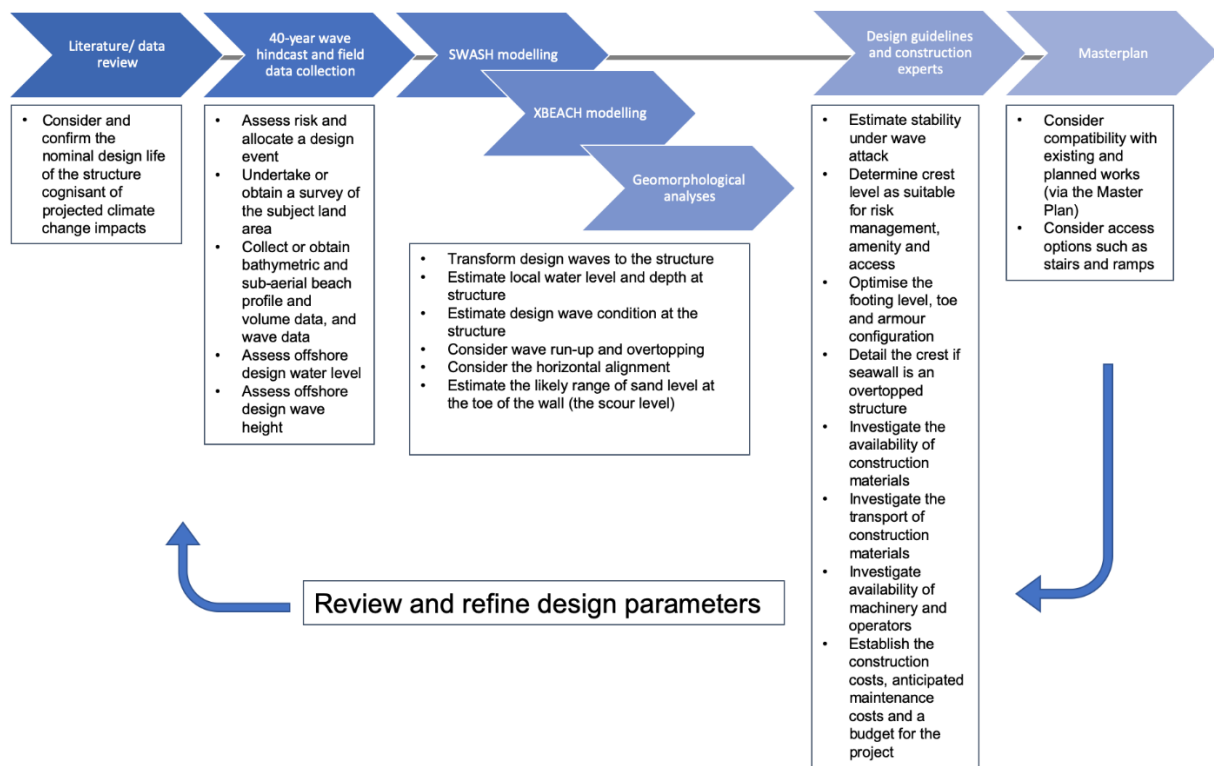 Literature/ data
review
40-year wave
hindcast and field
data collection
SWASH modelling
XBEACH modelling
Geomorphological
analyses
Design guidelines
and construction
experts
Masterplan
• Consider and
confirm the
nominal design life
of the structure
cognisant of
projected climate
change impacts
• Assess risk and
allocate a design
event
• Undertake or
obtain a survey of
the subject land
area
• Collect or obtain
bathymetric and
sub-aerial beach
profile and
volume data, and
wave data
• Assess offshore
design water level
• Assess offshore
design wave
height
• Transform design waves to the structure
• Estimate local water level and depth at
structure
• Estimate design wave condition at the
structure
• Consider wave run-up and overtopping
• Consider the horizontal alignment
• Estimate the likely range of sand level at
the toe of the wall (the scour level)
• Estimate stability
under wave
attack
• Determine crest
level as suitable
for risk
management,
amenity and
access
• Optimise the
footing level, toe
and armour
configuration
• Detail the crest if
seawall is an
overtopped
structure
• Investigate the
availability of
construction
materials
• Investigate the
transport of
construction
materials
• Investigate
availability of
machinery and
operators
• Establish the
construction
costs, anticipated
maintenance
costs and a
budget for the
project
• Consider
compatibility with
existing and
planned works
(via the Master
Plan)
• Consider access
options such as
stairs and ramps
Review and refine design parameters